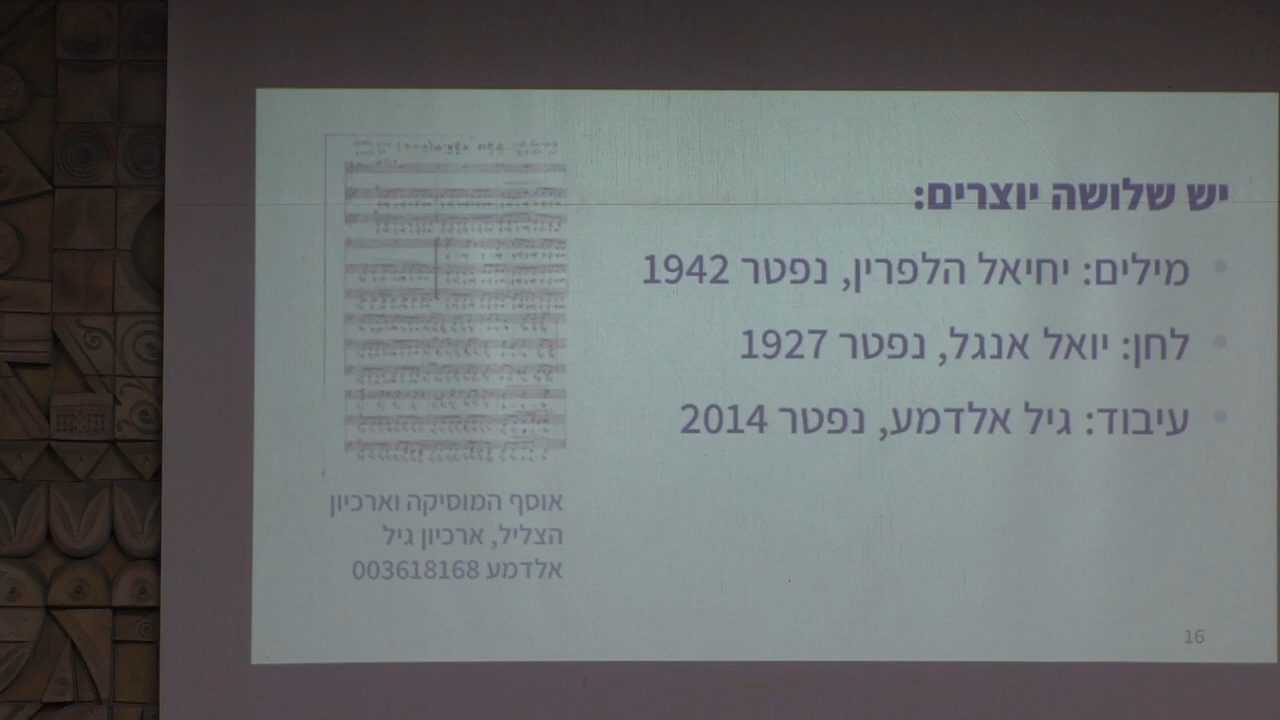 יש שלושה יוצרים:
מילים: יחיאל הלפרין, נפטר 1942
לחן: יואל אנגל, נפטר 1927
עיבוד: גיל אלדמע, נפטר 2014
אוסף המוסיקה וארכיון
הצליל, ארכיון גיל
אלדמע 003618168
16